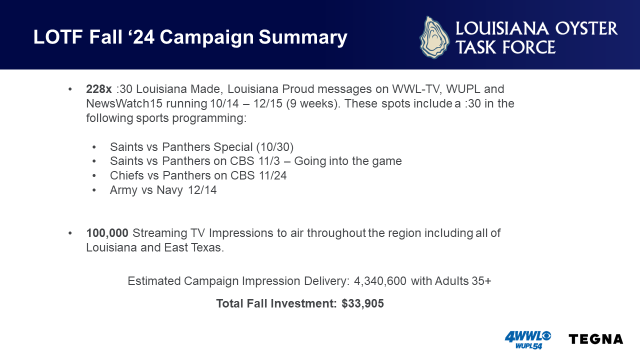 LOTF Fall ‘24 Campaign Summary
LOUISIANA OYSTER
TASK FORCE
• 228x :30 Louisiana Made, Louisiana Proud messages on WWL-TV, WUPL and
NewsWatch15 running 10/14 – 12/15 (9 weeks). These spots include a :30 in the
following sports programming:
• Saints vs Panthers Special (10/30)
• Saints vs Panthers on CBS 11/3 – Going into the game
• Chiefs vs Panthers on CBS 11/24
• Army vs Navy 12/14
• 100,000 Streaming TV Impressions to air throughout the region including all of
Louisiana and East Texas.
Estimated Campaign Impression Delivery: 4,340,600 with Adults 35+
Total Fall Investment: $33,905
4WWL
WUPL54
TEGNA